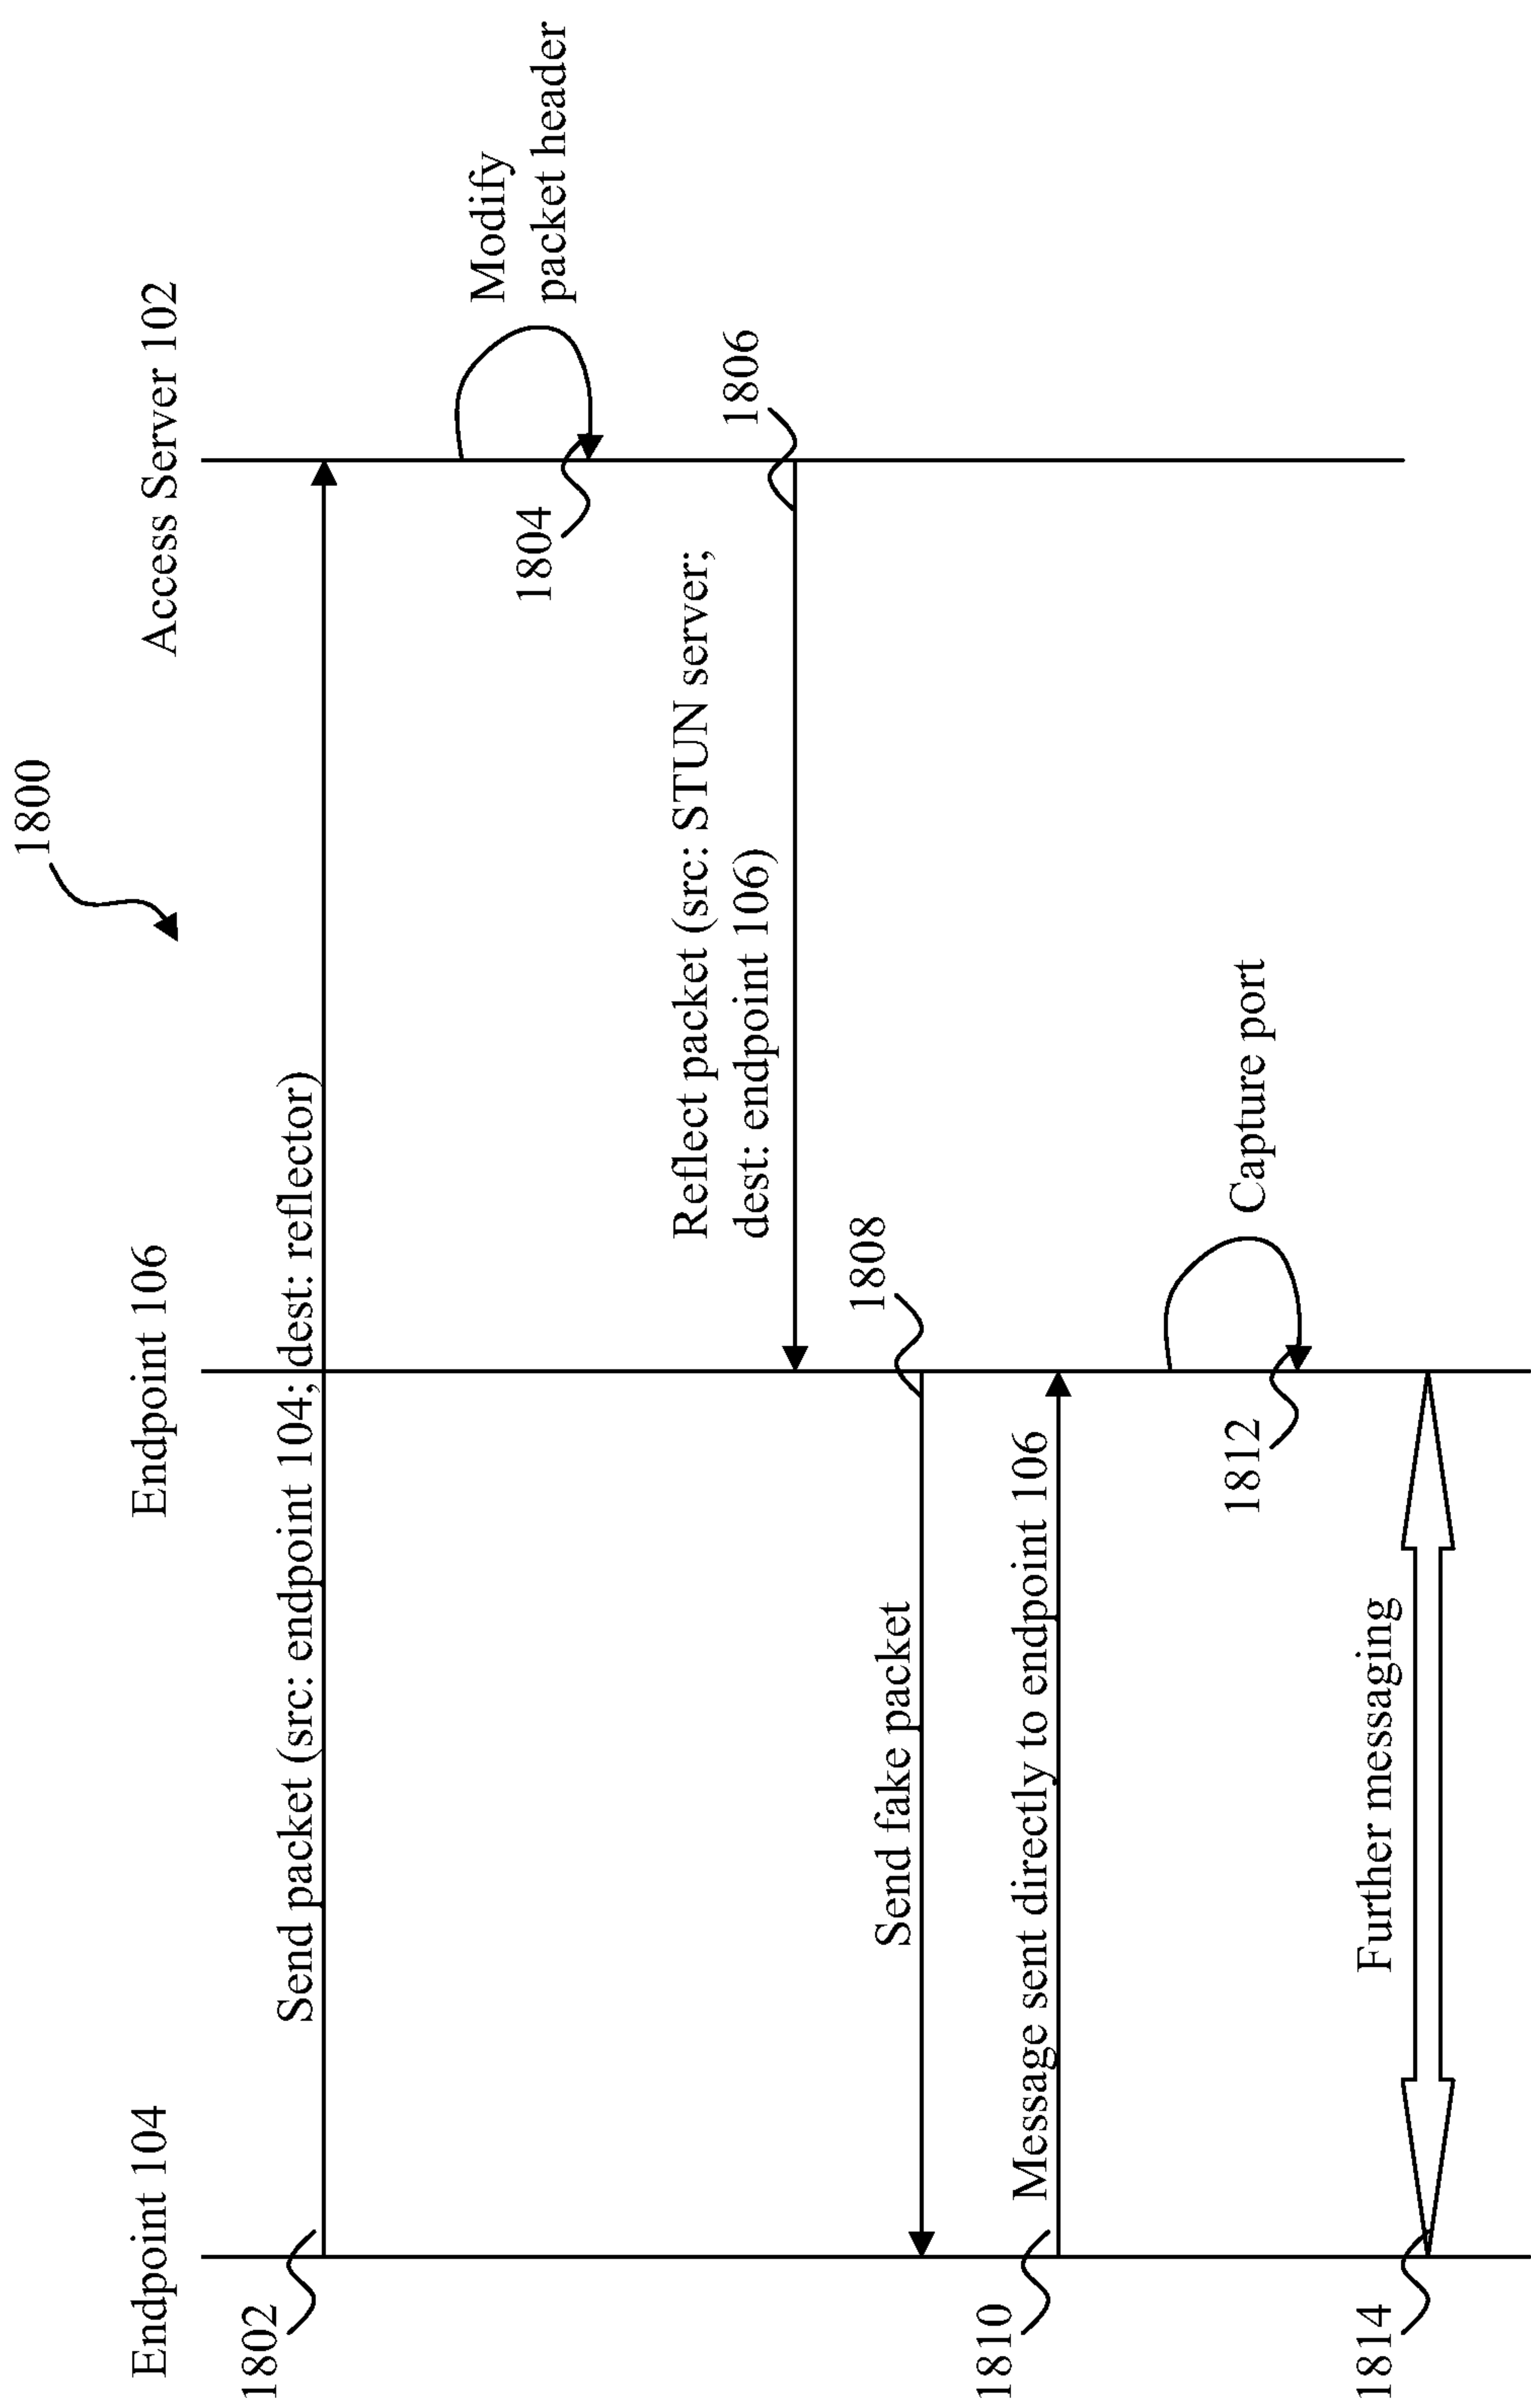 1800
Endpoint 104
Endpoint 106
Access Server 102
1802
Send packet (src: endpoint 104; dest: reflector)
Modify
packet header
1804
1806
Reflect packet (src: STUN server;
dest: endpoint 106)
1808
Send fake packet
1810
Message sent directly to endpoint 106
Capture port
1812
1814
Further messaging